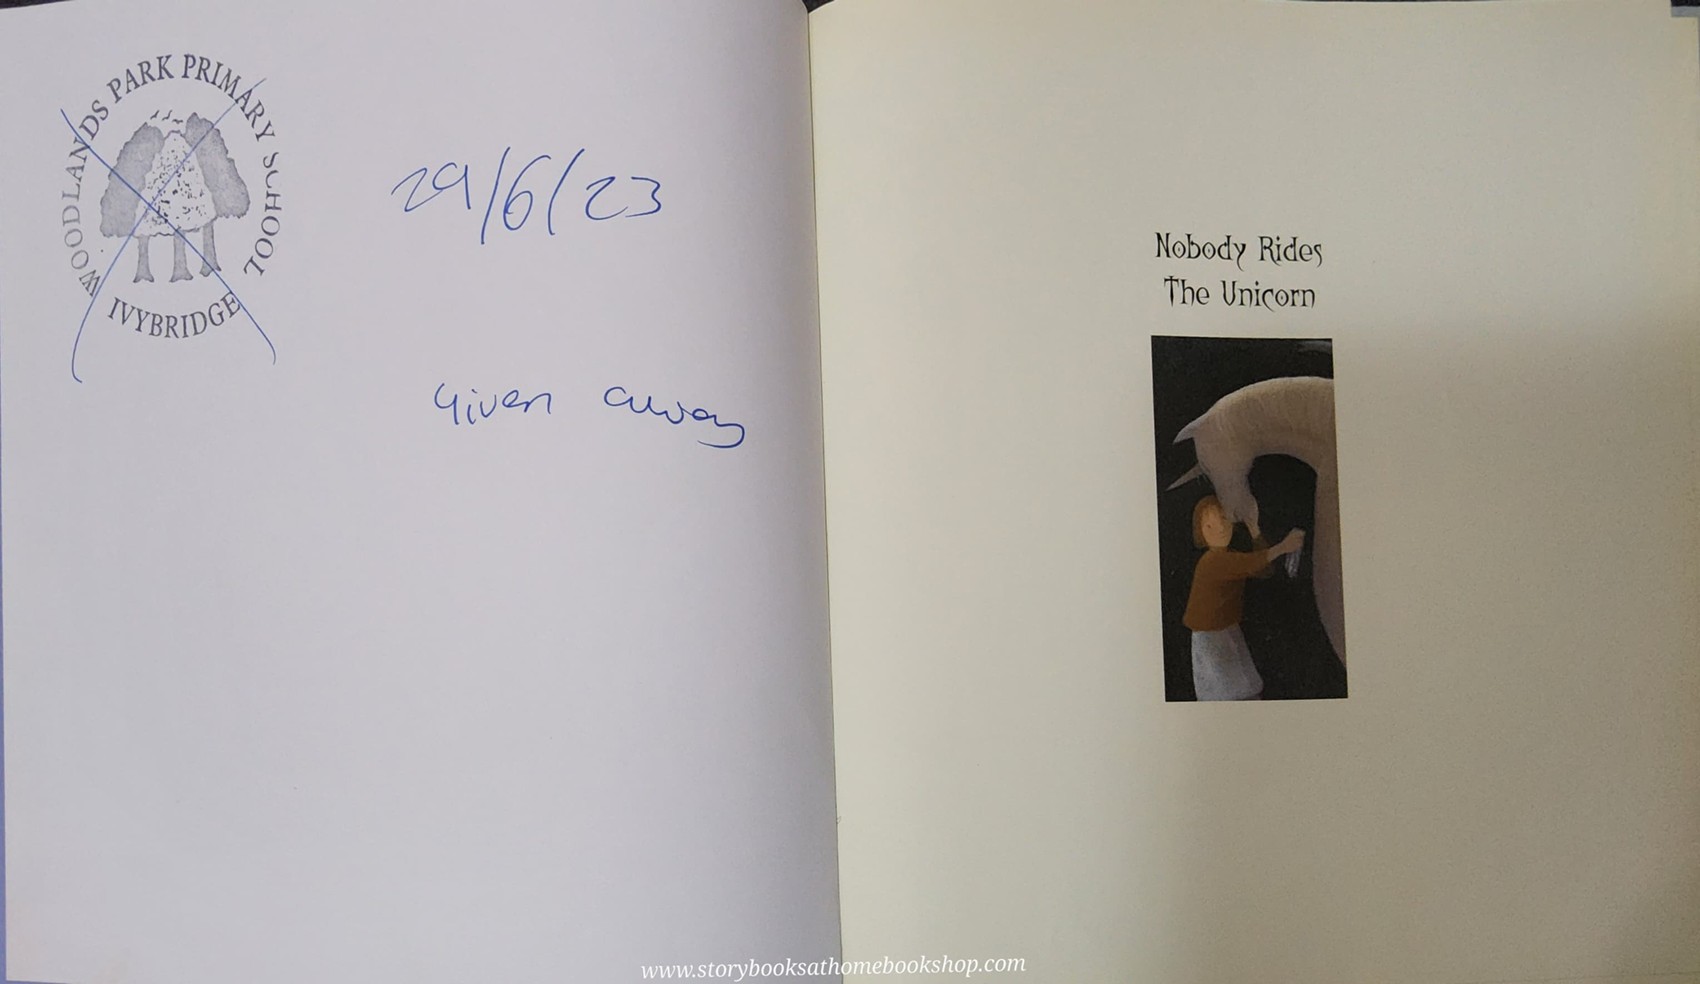 WOODLANDS PARK PRIMARY SCHOOL
IVYBRIDGE
29/6/23
Given away
Nobody Rides
The Unicorn
www.storybooksathomebookshop.com